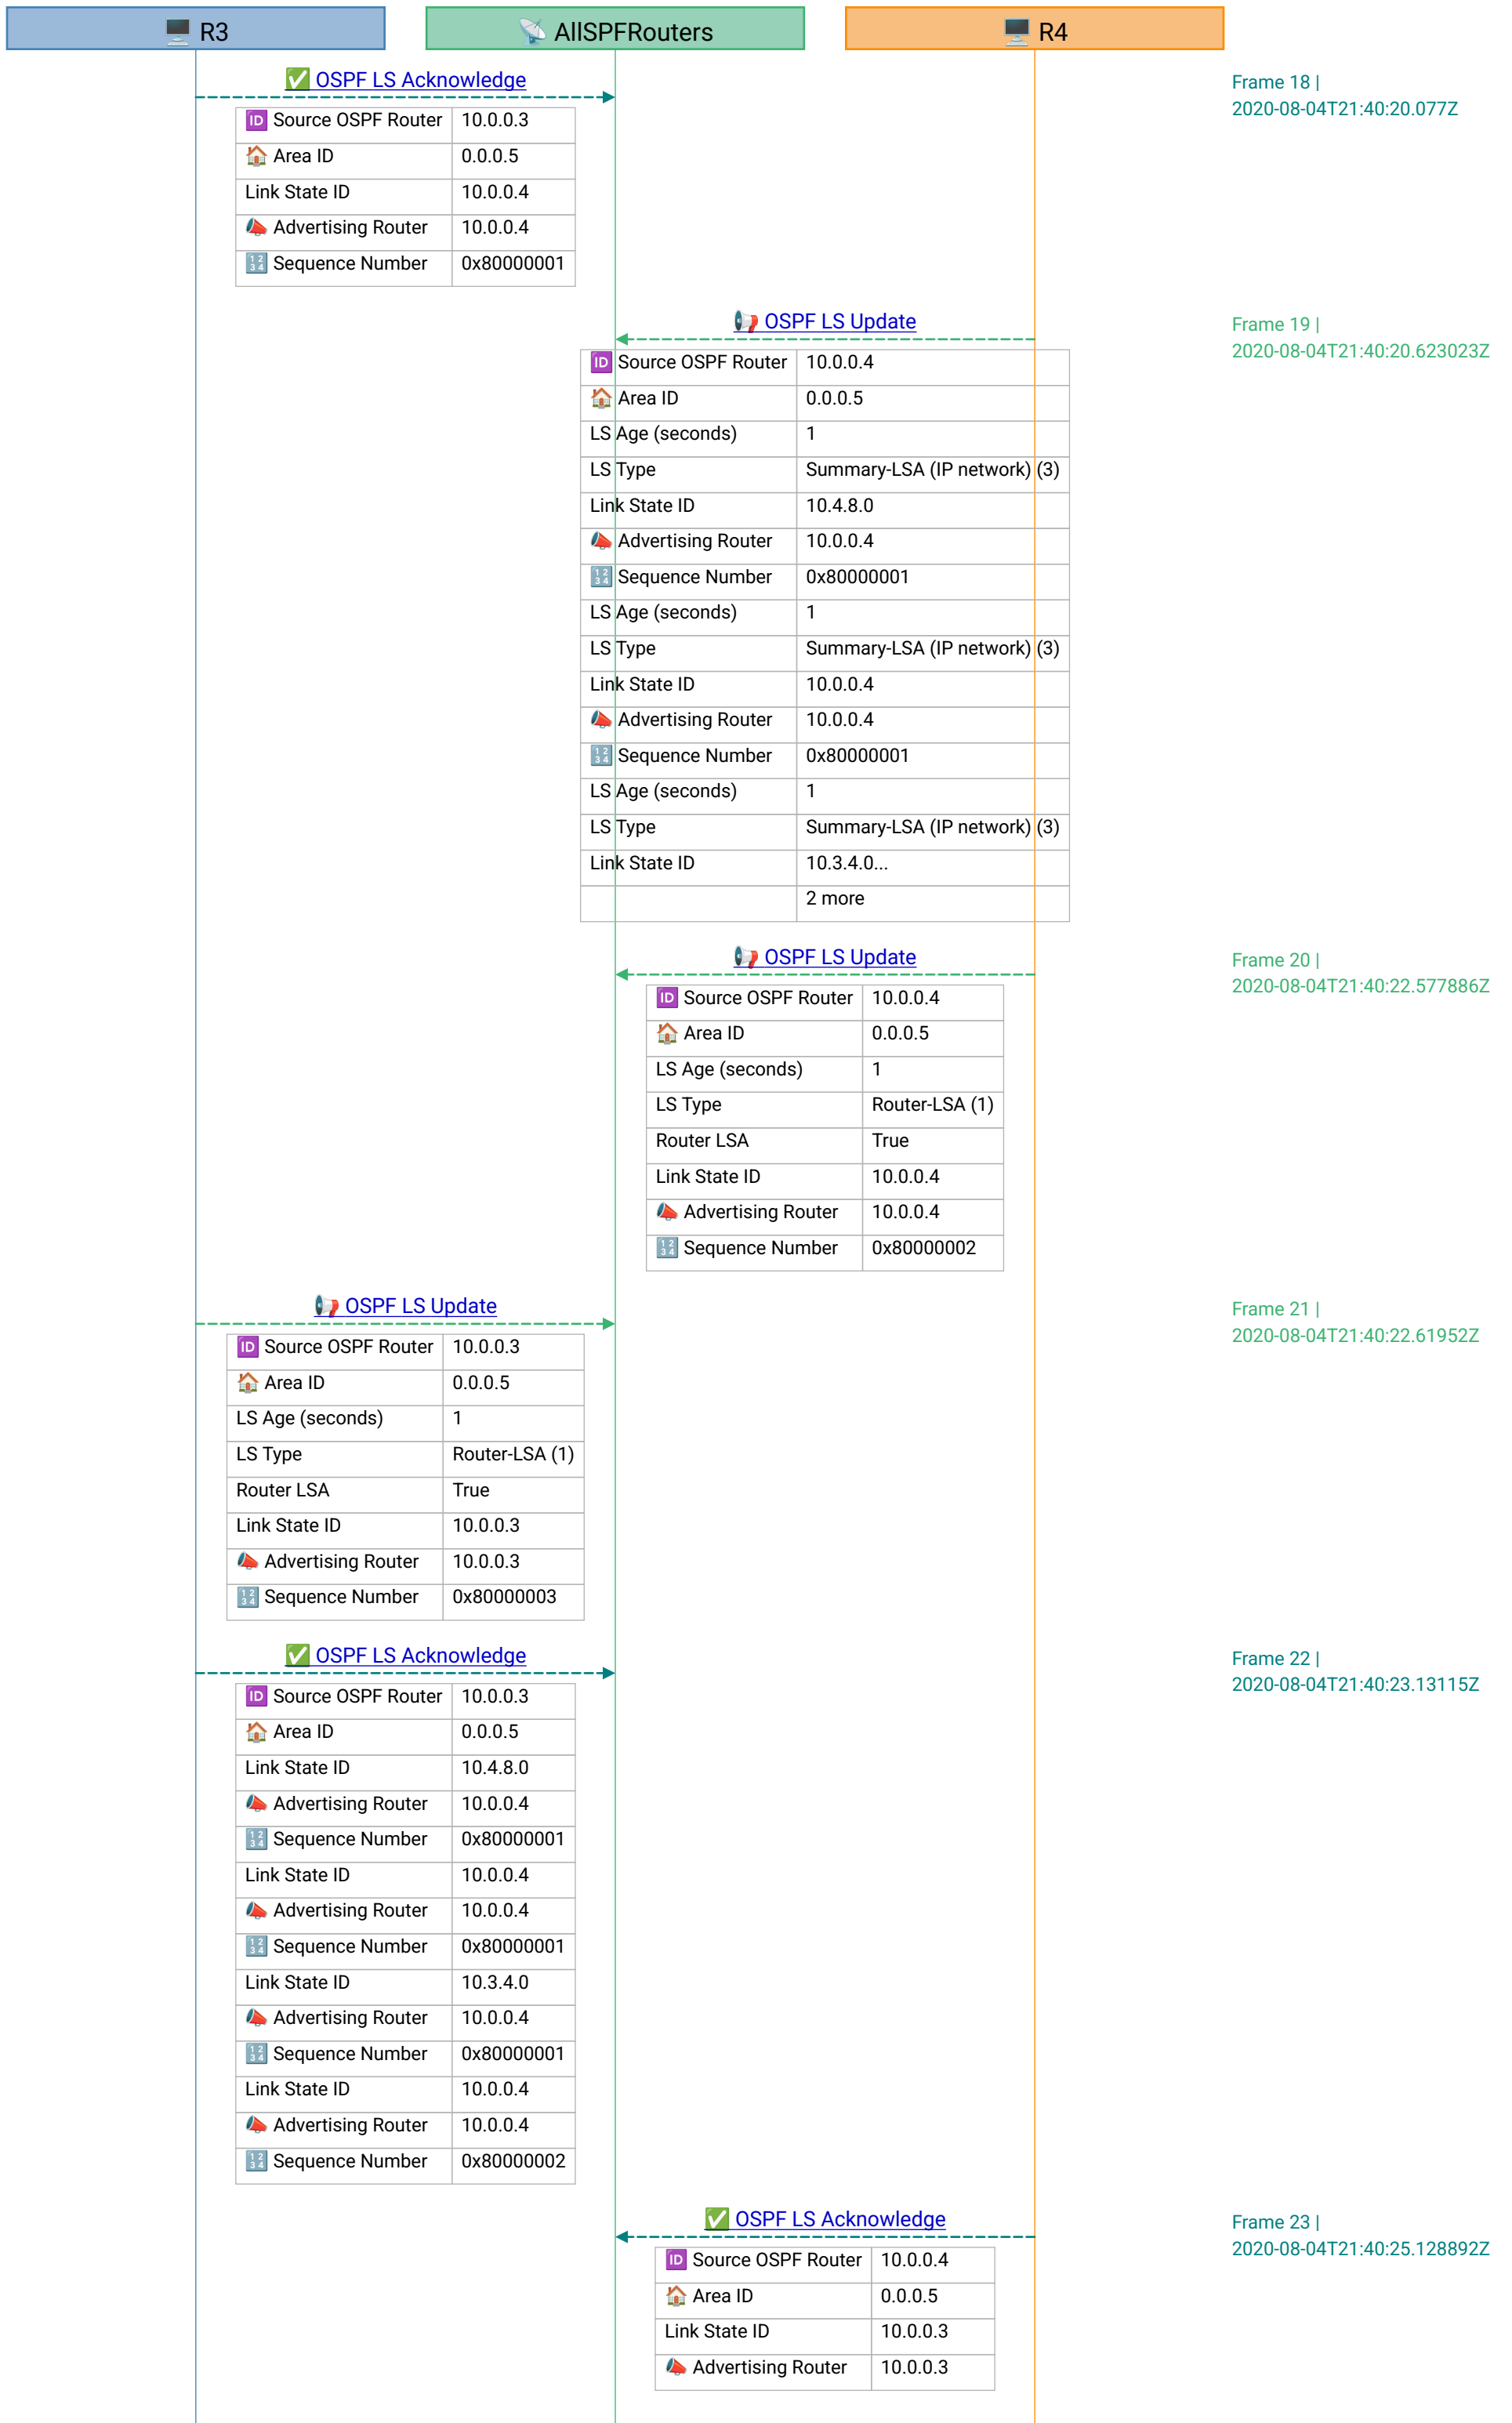 R3 AllSPFRouters R4
OSPF LS Acknowledge
Frame 18 |
2020-08-04T21:40:20.077Z
Source OSPF Router 10.0.0.3
Area ID 0.0.0.5
Link State ID 10.0.0.4
Advertising Router 10.0.0.4
Sequence Number 0x80000001
OSPF LS Update
Frame 19 |
2020-08-04T21:40:20.623023Z
Source OSPF Router 10.0.0.4
Area ID 0.0.0.5
LS Age (seconds) 1
LS Type Summary-LSA (IP network) (3)
Link State ID 10.4.8.0
Advertising Router 10.0.0.4
Sequence Number 0x80000001
LS Age (seconds) 1
LS Type Summary-LSA (IP network) (3)
Link State ID 10.0.0.4
Advertising Router 10.0.0.4
Sequence Number 0x80000001
LS Age (seconds) 1
LS Type Summary-LSA (IP network) (3)
Link State ID 10.3.4.0...
2 more
OSPF LS Update
Frame 20 |
2020-08-04T21:40:22.577886Z
Source OSPF Router 10.0.0.4
Area ID 0.0.0.5
LS Age (seconds) 1
LS Type Router-LSA (1)
Router LSA True
Link State ID 10.0.0.4
Advertising Router 10.0.0.4
Sequence Number 0x80000002
OSPF LS Update
Frame 21 |
2020-08-04T21:40:22.61952Z
Source OSPF Router 10.0.0.3
Area ID 0.0.0.5
LS Age (seconds) 1
LS Type Router-LSA (1)
Router LSA True
Link State ID 10.0.0.3
Advertising Router 10.0.0.3
Sequence Number 0x80000003
OSPF LS Acknowledge
Frame 22 |
2020-08-04T21:40:23.13115Z
Source OSPF Router 10.0.0.3
Area ID 0.0.0.5
Link State ID 10.4.8.0
Advertising Router 10.0.0.4
Sequence Number 0x80000001
Link State ID 10.0.0.4
Advertising Router 10.0.0.4
Sequence Number 0x80000001
Link State ID 10.3.4.0
Advertising Router 10.0.0.4
Sequence Number 0x80000001
Link State ID 10.0.0.4
Advertising Router 10.0.0.4
Sequence Number 0x80000002
OSPF LS Acknowledge
Frame 23 |
2020-08-04T21:40:25.128892Z
Source OSPF Router 10.0.0.4
Area ID 0.0.0.5
Link State ID 10.0.0.3
Advertising Router 10.0.0.3